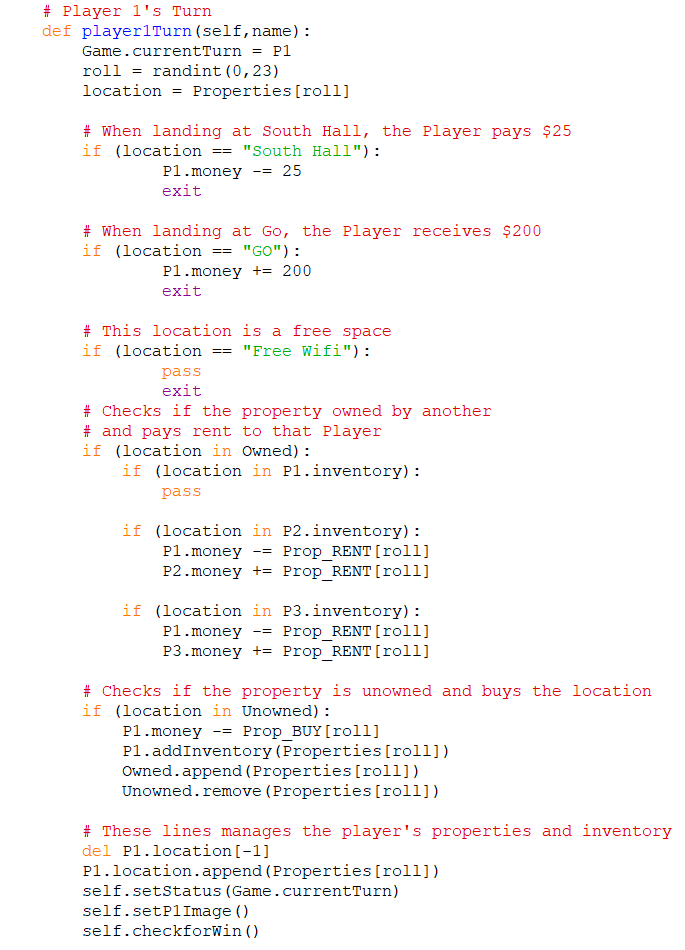 # Player 1's Turn
def player1Turn(self,name):
Game.currentTurn = P1
roll = randint(0,23)
location = Properties[roll]
# When landing at South Hall, the Player pays $25
if (location == "South Hall"):
P1.money -= 25
exit
# When landing at Go, the Player receives $200
if (location == "GO"):
P1.money += 200
exit
# This location is a free space
if (location == "Free Wifi"):
pass
exit
# Checks if the property owned by another
# and pays rent to that Player
if (location in Owned):
if (location in P1.inventory):
pass
if (location in P2.inventory):
P1.money -= Prop_RENT[roll]
P2.money += Prop_RENT[roll]
if (location in P3.inventory):
P1.money -= Prop_RENT[roll]
P3.money += Prop_RENT[roll]
# Checks if the property is unowned and buys the location
if (location in Unowned):
P1.money -= Prop_BUY[roll]
P1.addInventory(Properties[roll])
Owned.append(Properties[roll])
Unowned.remove(Properties[roll])
# These lines manages the player's properties and inventory
del P1.location[-1]
P1.location.append(Properties[roll])
self.setStatus(Game.currentTurn)
self.setP1Image()
self.checkforWin()